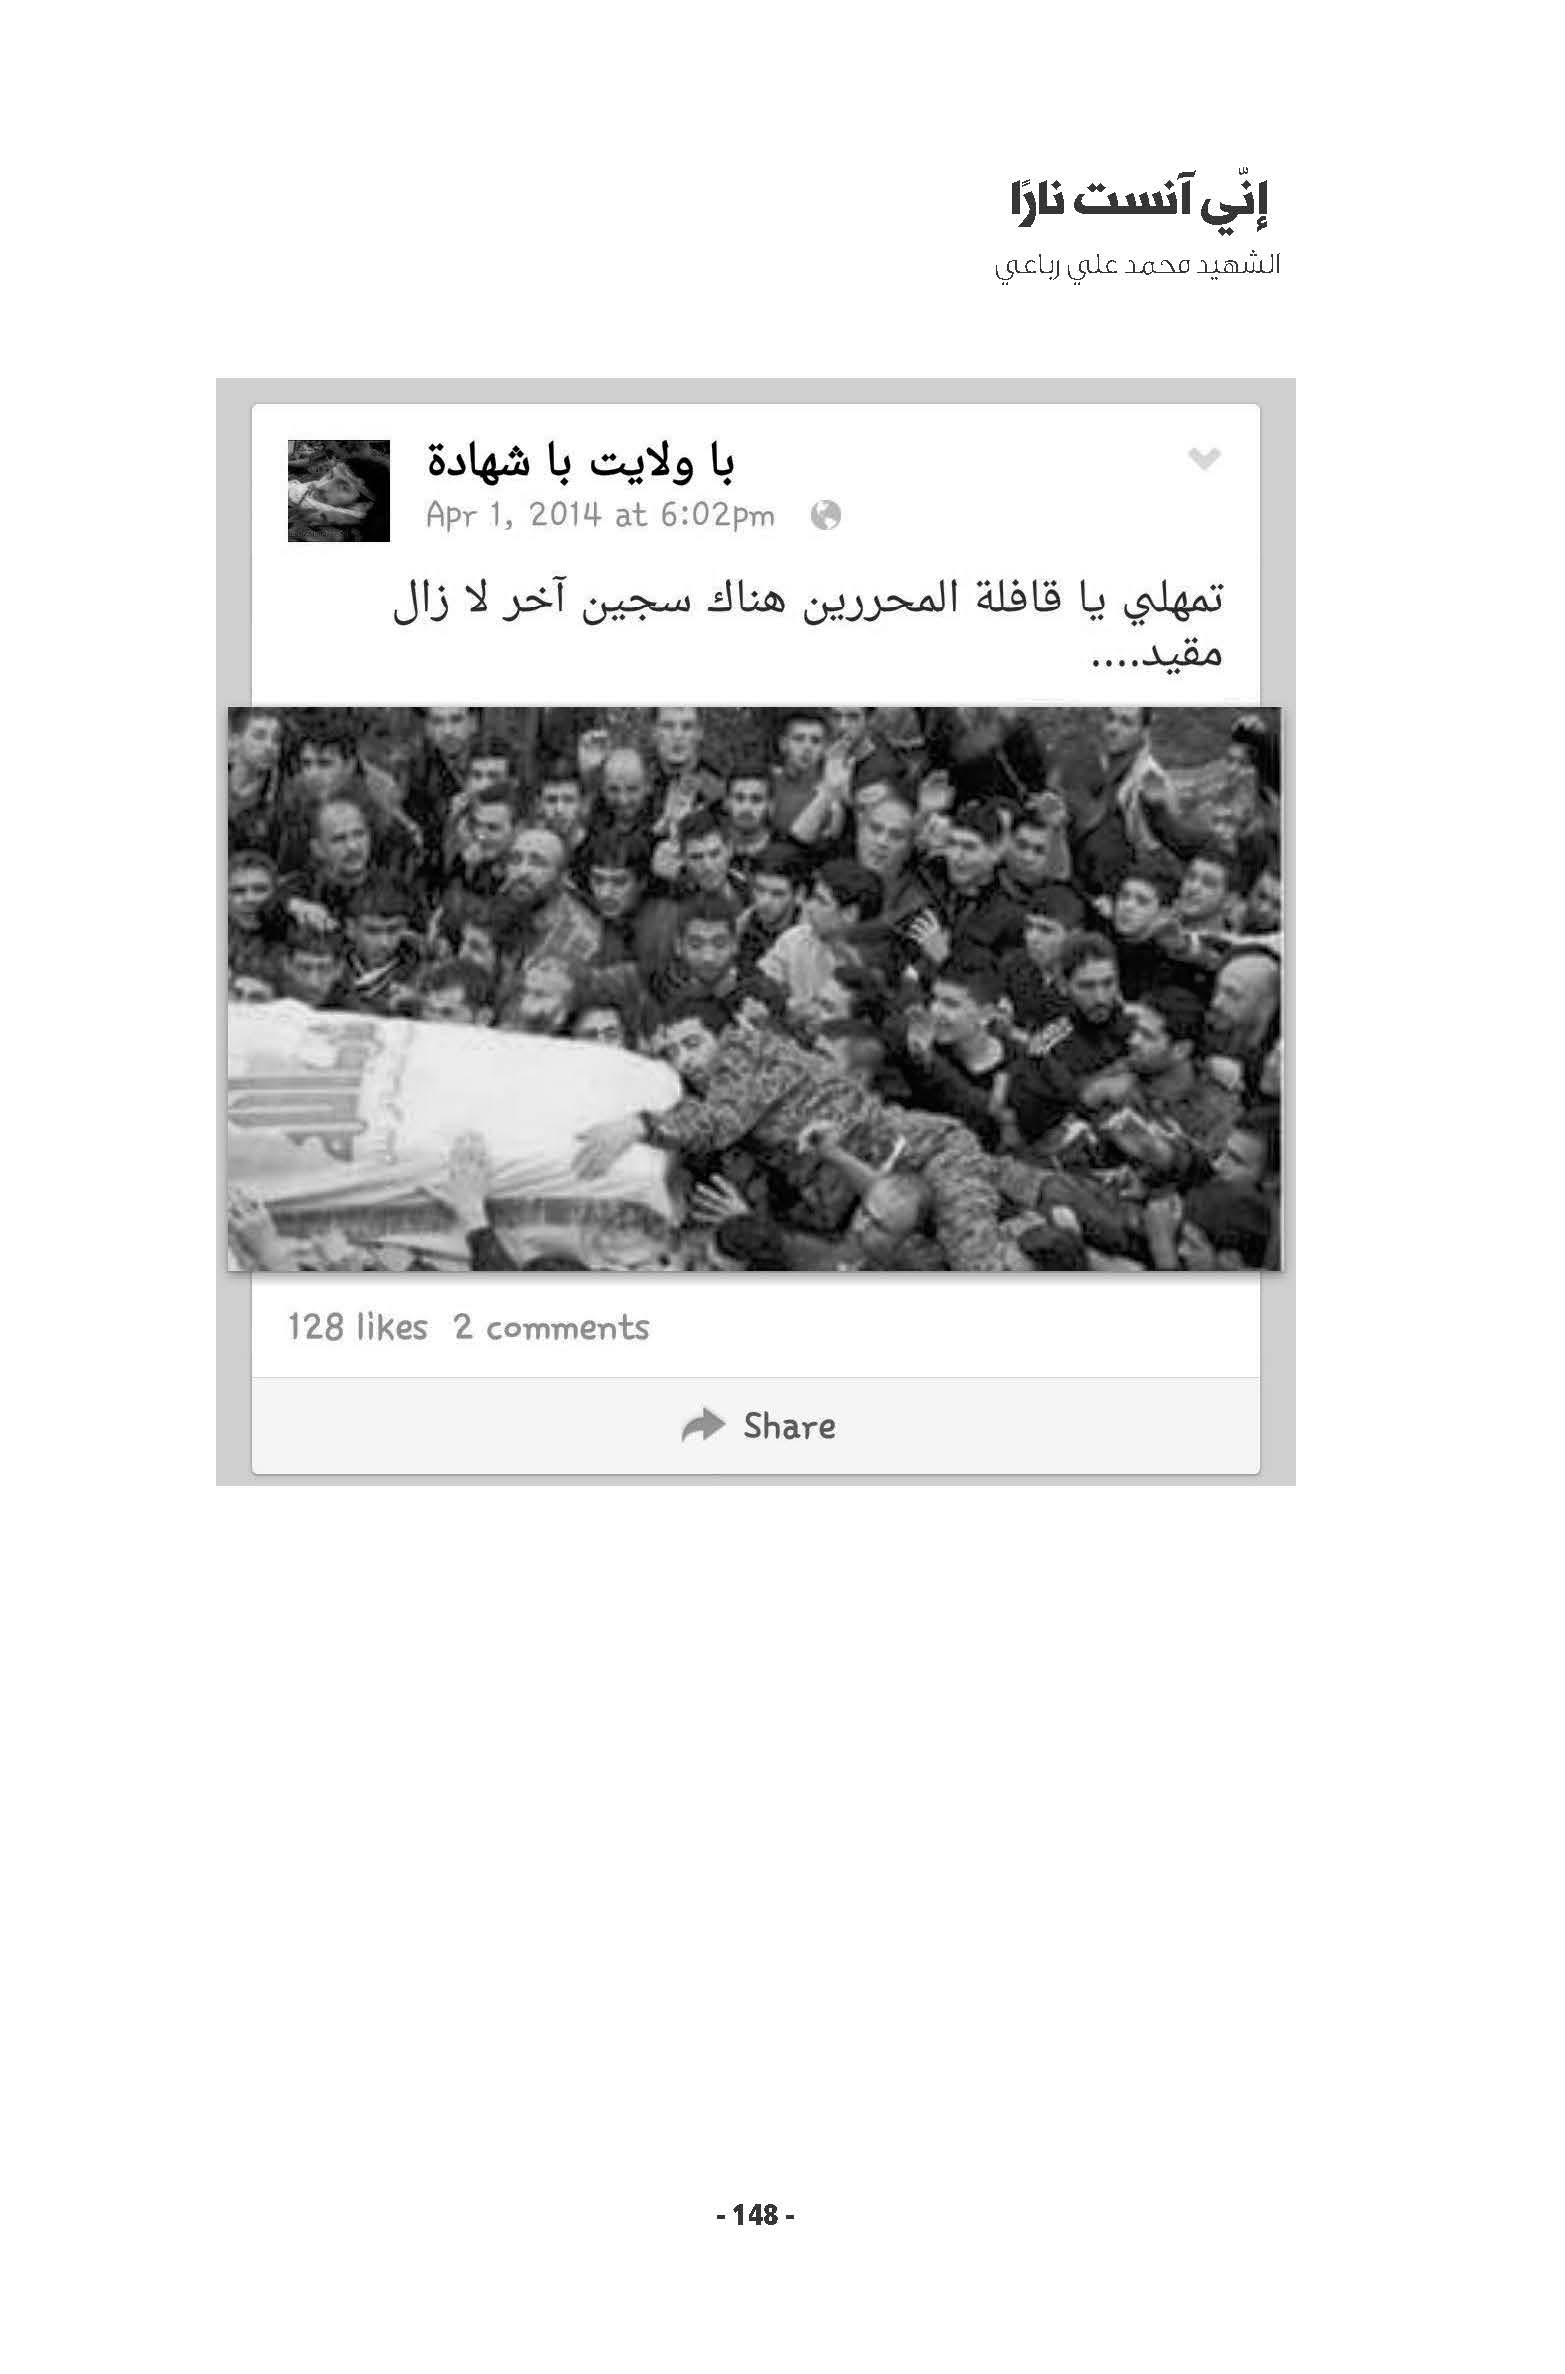 إنّي آنست نارًا
الشهيد محمد علي رباعي
با ولايت با شهادة
Apr 1, 2014 at 6:02pm
تمهلي يا قافلة المحررين هناك سجين آخر لا زال
مقيد....
128 likes 2 comments
Share
- 148 -